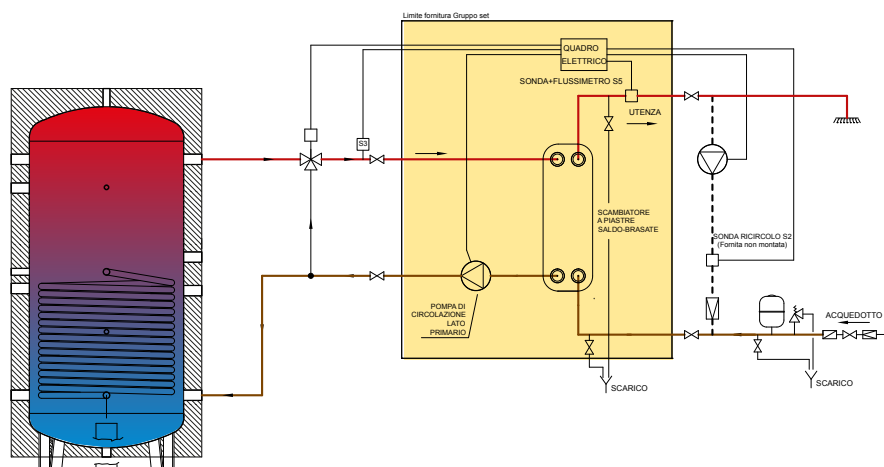 Limite fornitura Gruppo set
QUADRO
ELETTRICO
SONDA+FLUSSIMETRO S5
UTENZA
S3
SCAMBIATORE
A PIASTRE
SALDO-BRASATE
SONDA RICIRCOLO S2
(Fornita non montata)
POMPA DI
CIRCOLAZIONE
LATO
PRIMARIO
ACQUEDOTTO
SCARICO
SCARICO